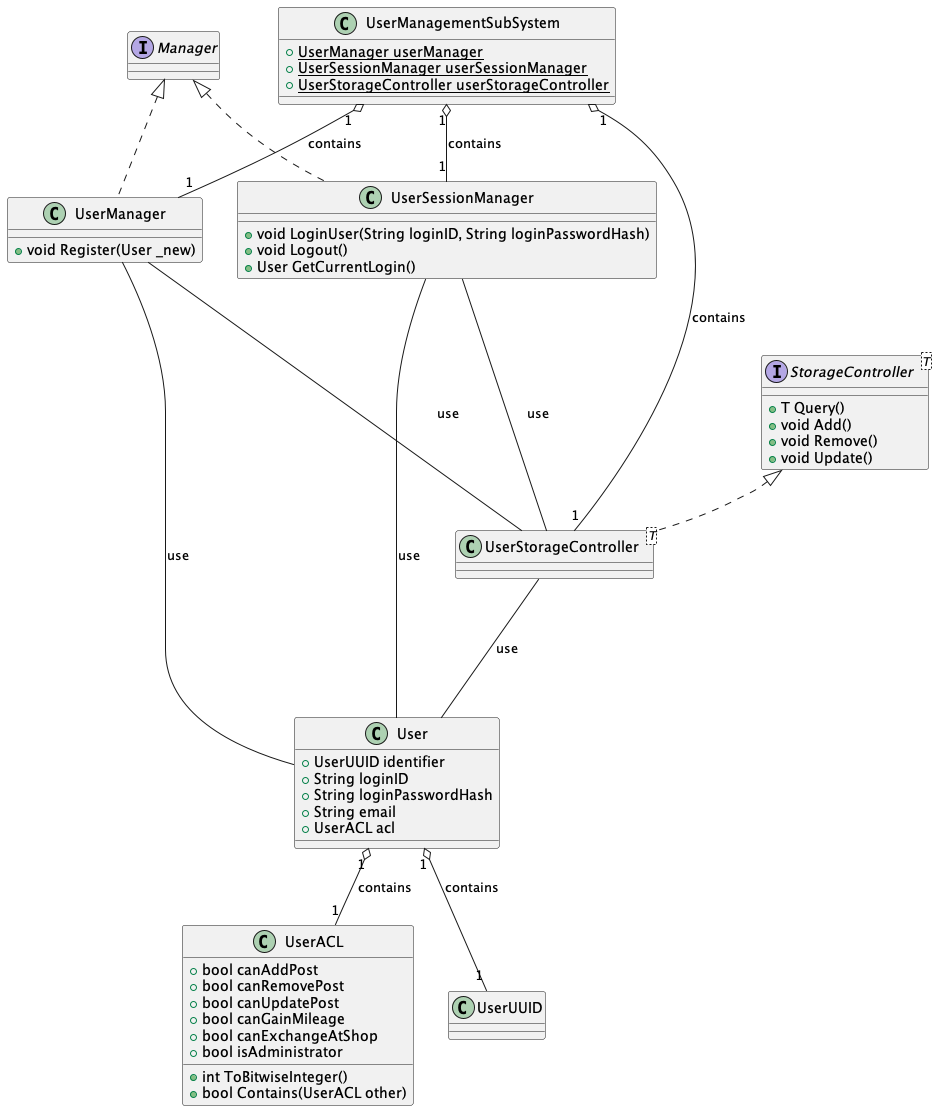 C UserManagementSubSystem
UserManager userManager
UserSessionManager userSessionManager
UserStorageController userStorageController
I Manager
1
1
1
contains
contains
1
1
C UserManager
void Register(User _new)
C UserSessionManager
void LoginUser(String loginID, String loginPasswordHash)
void Logout()
User GetCurrentLogin()
contains
I StorageController T
T Query()
void Add()
void Remove()
void Update()
use
use
1
C UserStorageController T
use
use
use
C User
UserUUID identifier
String loginID
String loginPasswordHash
String email
UserACL acl
1
1
contains
contains
1
C UserACL
bool canAddPost
bool canRemovePost
bool canUpdatePost
bool canGainMileage
bool canExchangeAtShop
bool isAdministrator
int ToBitwiseInteger()
bool Contains(UserACL other)
1
C UserUUID